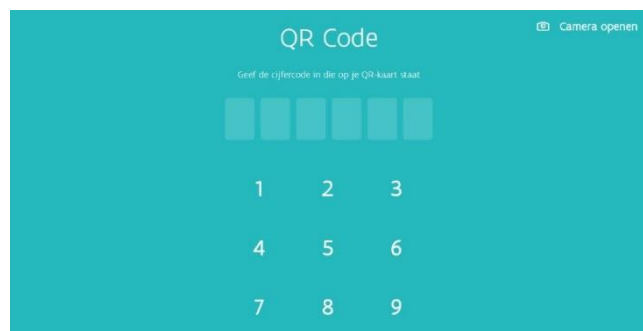 QR Code
Camera openen
Geef de cijfercode in die op je QR-kaart staat
1 2 3
4 5 6
7 8 9